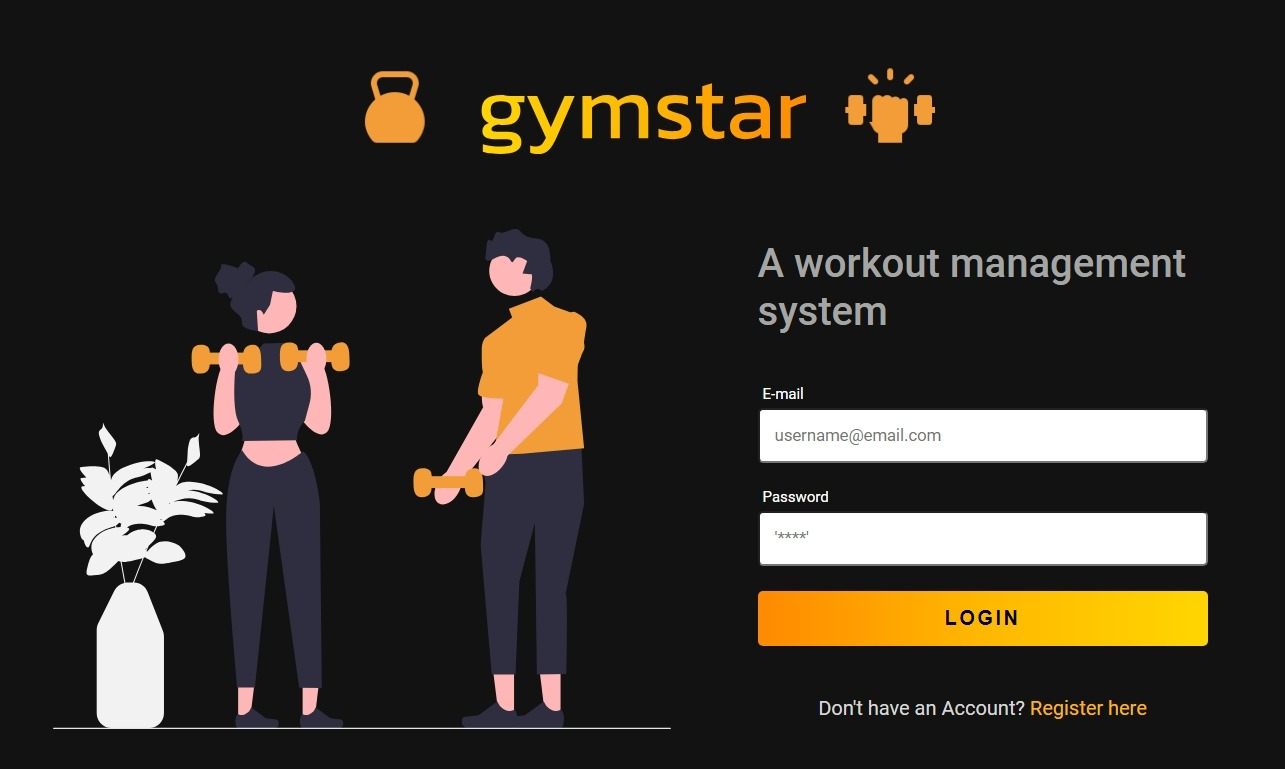 gymstar
A workout management
system
E-mail
username@email.com
Password
'****'
LOGIN
Don't have an Account? Register here